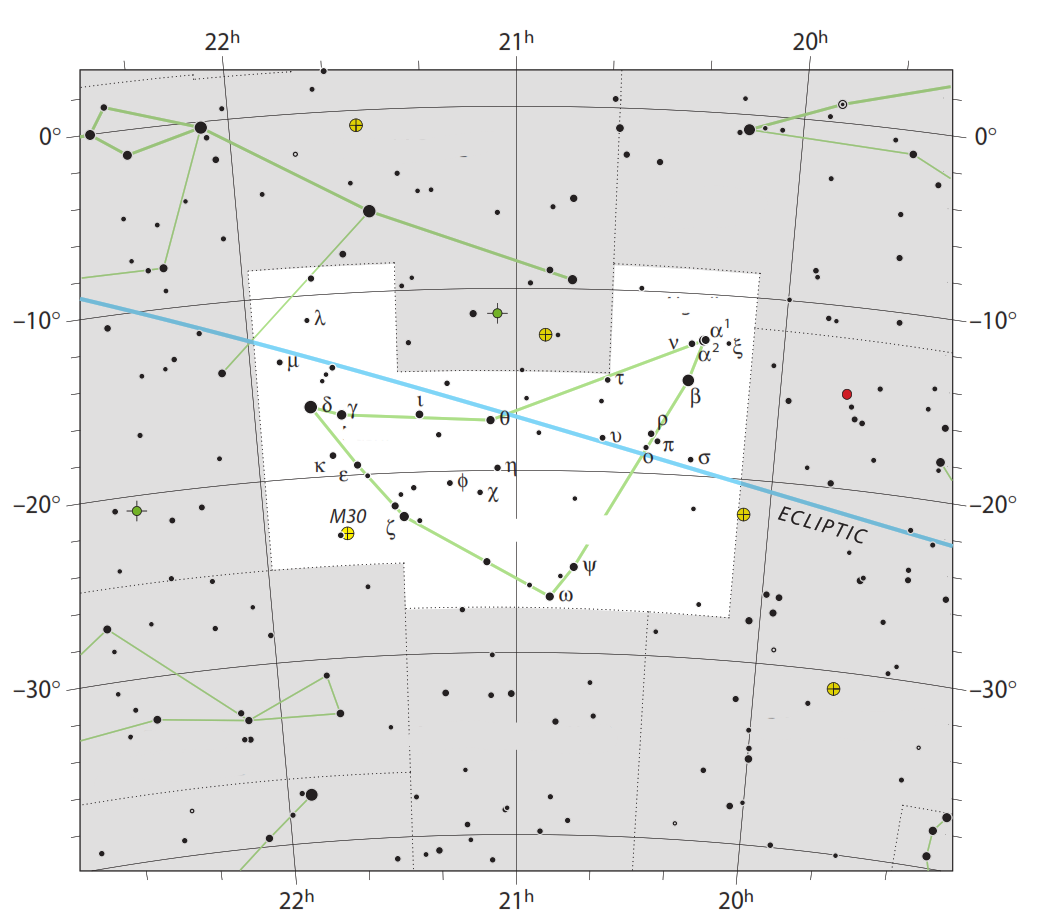 22h 21h 20h
0° 0°
−10° −10°
λ
ν α¹
α² ξ
μ
τ
β
δ γ ι θ
ρ
υ π
ο σ
κ ε η
φ χ
−20° −20°
M30 ζ
ECLIPTIC
ψ
ω
−30° −30°
22h 21h 20h